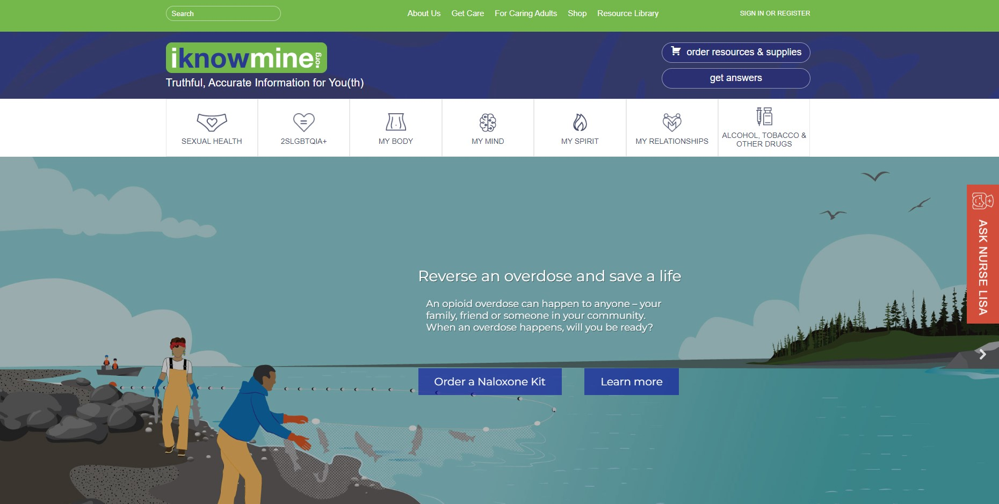 Search
About Us
Get Care
For Caring Adults
Shop
Resource Library
SIGN IN OR REGISTER
iknowmine.org
Truthful, Accurate Information for You(th)
order resources & supplies
get answers
SEXUAL HEALTH
2SLGBTQIA+
MY BODY
MY MIND
MY SPIRIT
MY RELATIONSHIPS
ALCOHOL, TOBACCO &
OTHER DRUGS
ASK NURSE LISA
Reverse an overdose and save a life
An opioid overdose can happen to anyone – your
family, friend or someone in your community.
When an overdose happens, will you be ready?
Order a Naloxone Kit
Learn more